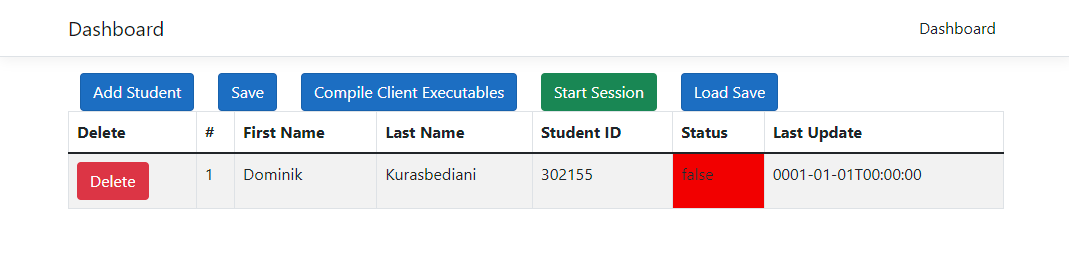 Dashboard Dashboard
Add Student Save Compile Client Executables Start Session Load Save
Delete # First Name Last Name Student ID Status Last Update
Delete 1 Dominik Kurasbediani 302155 false 0001-01-01T00:00:00